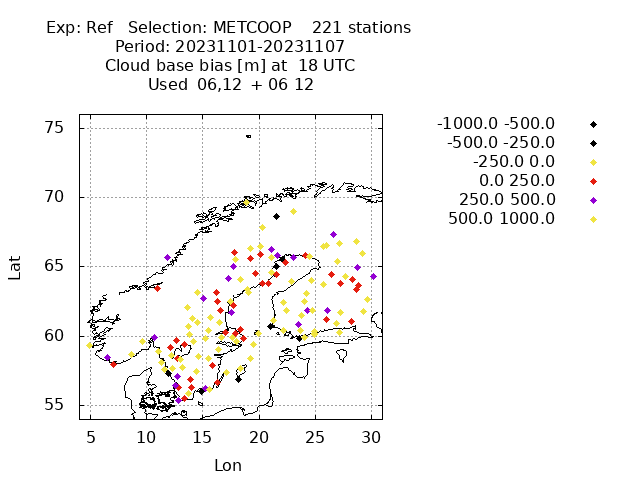 Exp: Ref Selection: METCOOP 221 stations
Period: 20231101-20231107
Cloud base bias [m] at 18 UTC
Used 06,12 + 06 12
-1000.0 -500.0
-500.0 -250.0
-250.0 0.0
0.0 250.0
250.0 500.0
500.0 1000.0
75
70
65
60
55
Lat
5 10 15 20 25 30
Lon